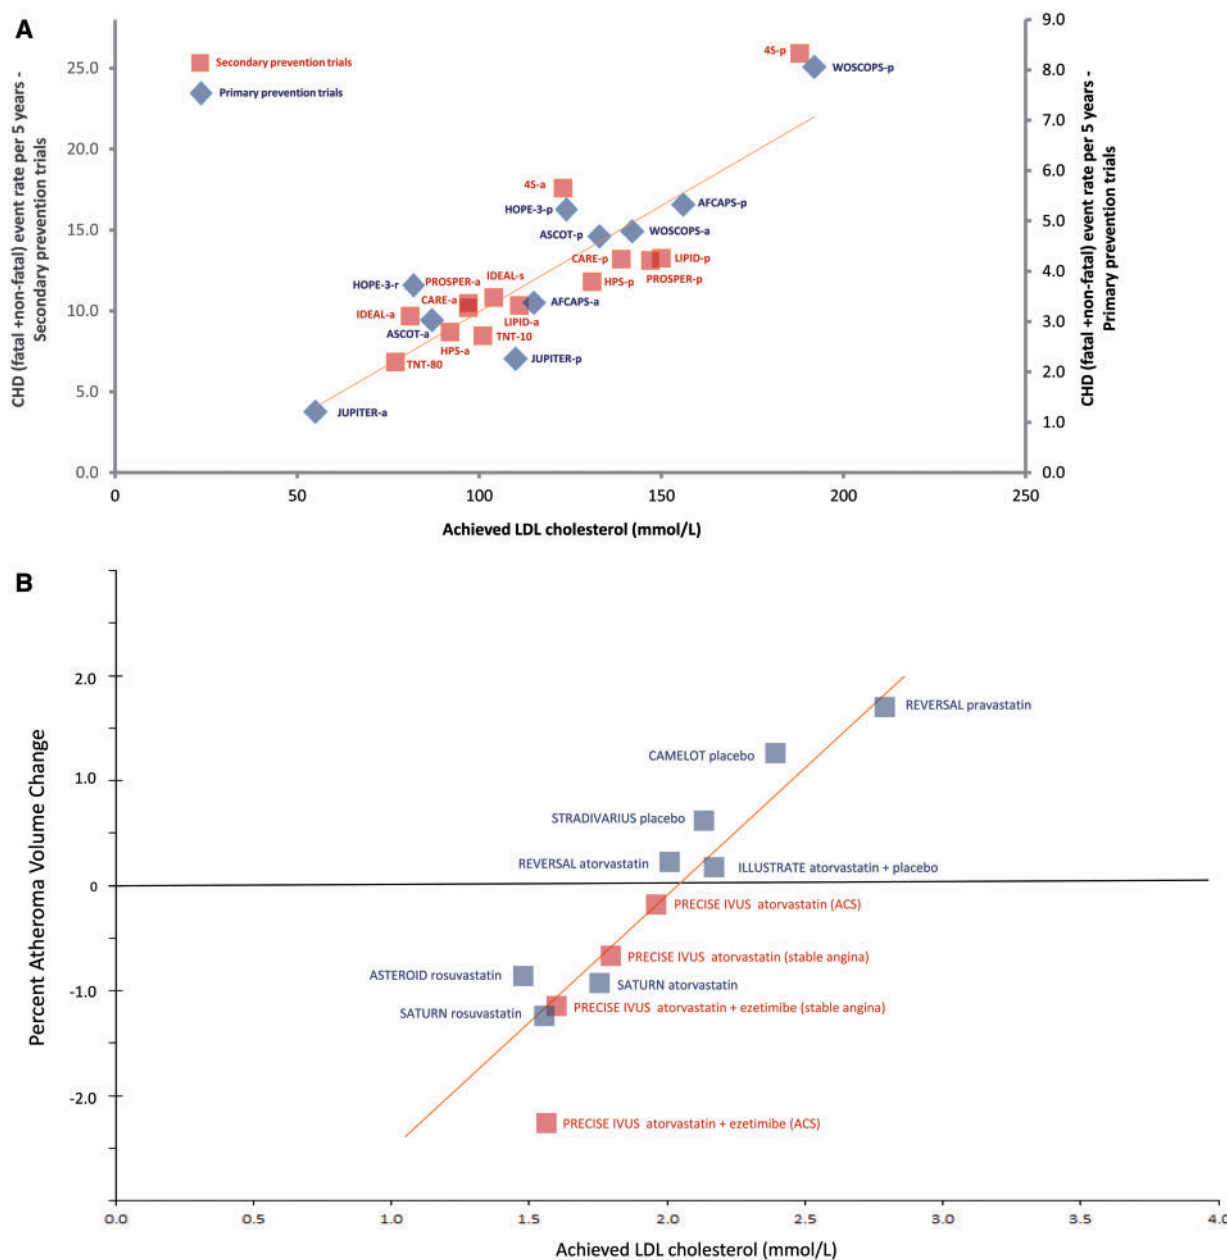 A
CHD (fatal +non-fatal) event rate per 5 years -
Secondary prevention trials
CHD (fatal +non-fatal) event rate per 5 years -
Primary prevention trials
Secondary prevention trials
Primary prevention trials
25.0
20.0
15.0
10.0
5.0
0.0
9.0
8.0
7.0
6.0
5.0
4.0
3.0
2.0
1.0
0.0
4S-p
WOSCOPS-p
4S-a
HOPE-3-p
AFCAPS-p
ASCOT-p
WOSCOPS-a
CARE-p
LIPID-p
HPS-p
PROSPER-p
HOPE-3-r
PROSPER-a
IDEAL-s
CARE-a
AFCAPS-a
IDEAL-a
LIPID-a
ASCOT-a
TNT-10
HPS-a
JUPITER-p
TNT-80
JUPITER-a
0
50
100
150
200
250
Achieved LDL cholesterol (mmol/L)
B
Percent Atheroma Volume Change
2.0
1.0
0
-1.0
-2.0
REVERSAL pravastatin
CAMELOT placebo
STRADIVARIUS placebo
REVERSAL atorvastatin
ILLUSTRATE atorvastatin + placebo
PRECISE IVUS atorvastatin (ACS)
PRECISE IVUS atorvastatin (stable angina)
ASTEROID rosuvastatin
SATURN atorvastatin
PRECISE IVUS atorvastatin + ezetimibe (stable angina)
SATURN rosuvastatin
PRECISE IVUS atorvastatin + ezetimibe (ACS)
0.0
0.5
1.0
1.5
2.0
2.5
3.0
3.5
4.0
Achieved LDL cholesterol (mmol/L)